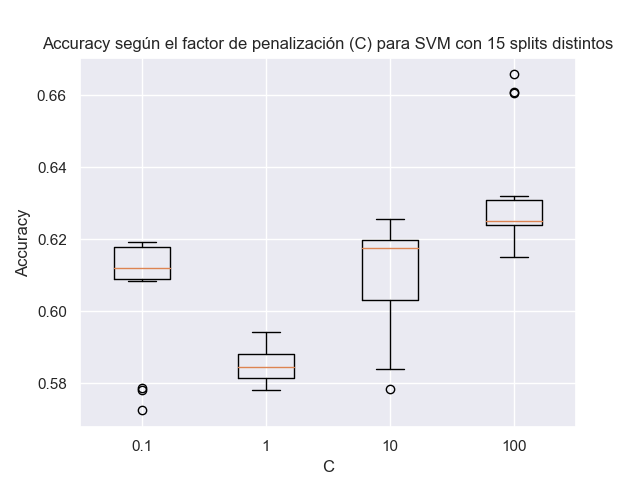 Accuracy según el factor de penalización (C) para SVM con 15 splits distintos
0.66
0.64
0.62
0.60
0.58
Accuracy
0.1 1 10 100
C